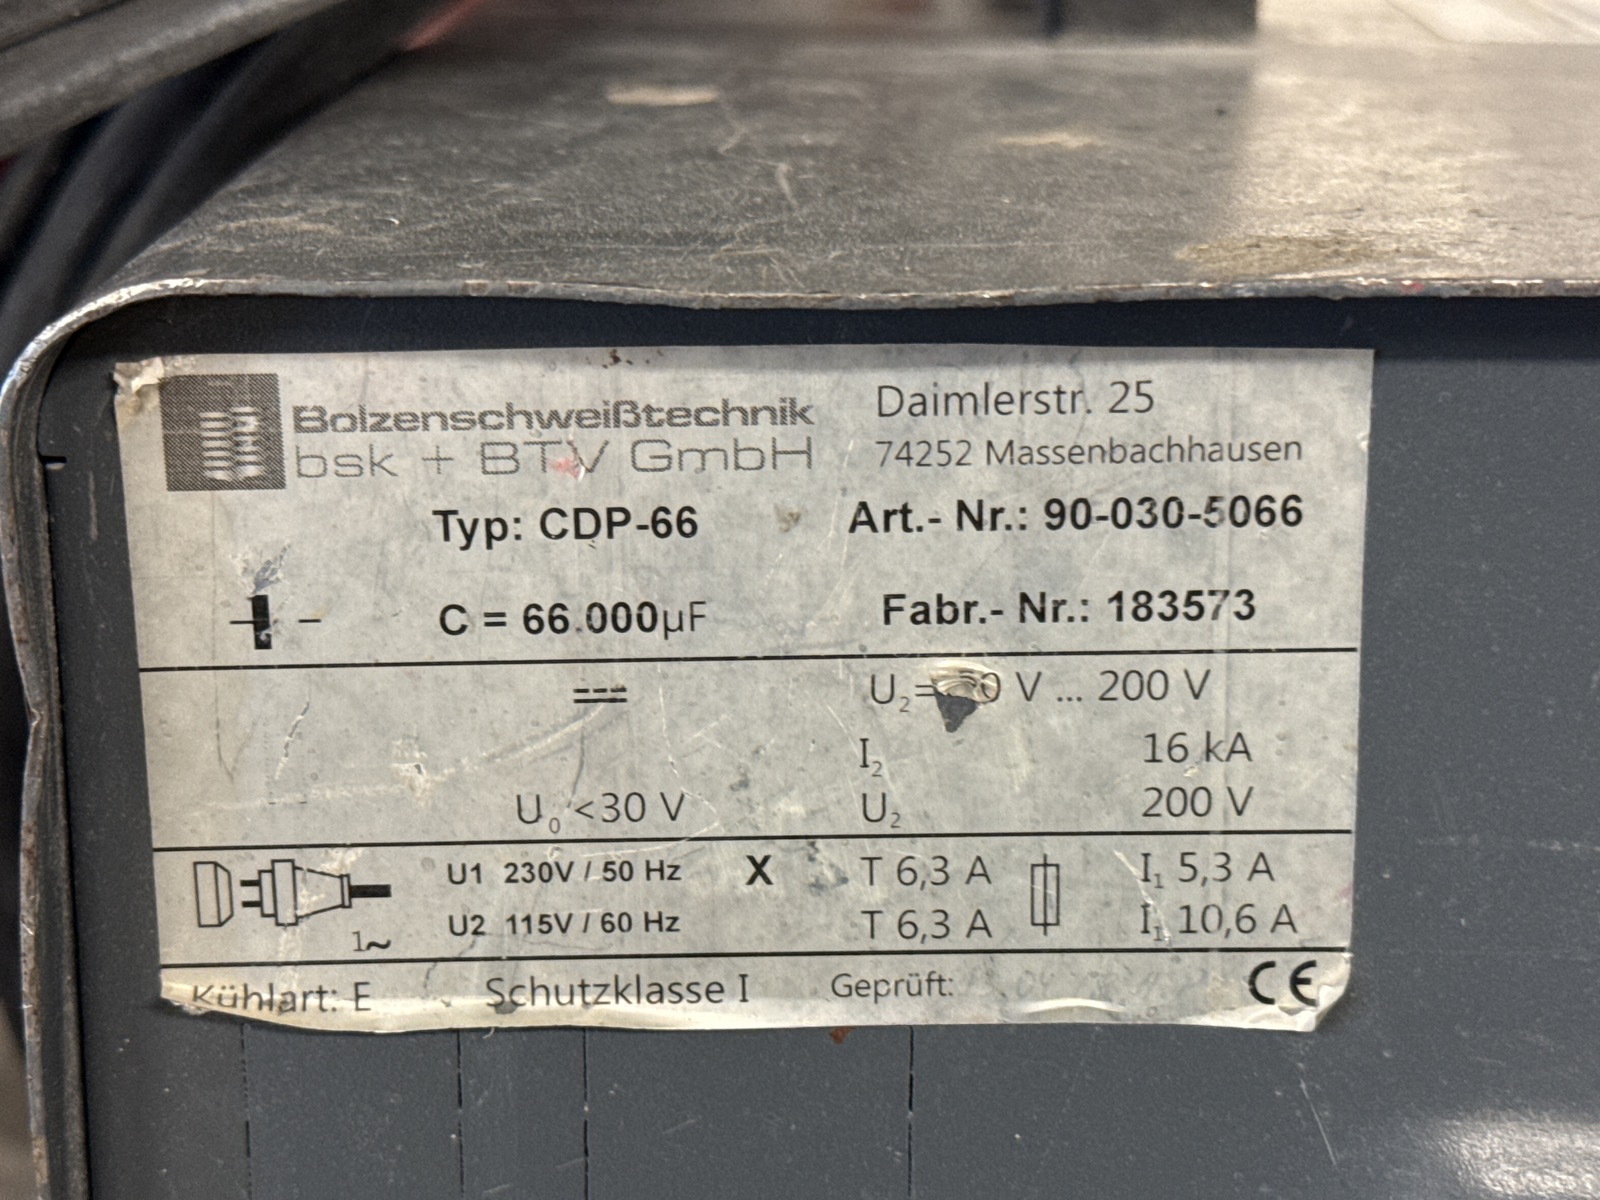 Bolzenschweißtechnik
bsk + BTV GmbH
Daimlerstr. 25
74252 Massenbachhausen
Typ: CDP-66
Art.- Nr.: 90-030-5066
C = 66.000µF
Fabr.- Nr.: 183573
U₂= V ... 200 V
I₂ 16 kA
U₀ <30 V U₂ 200 V
U1 230V / 50 Hz X T 6,3 A I₁ 5,3 A
U2 115V / 60 Hz T 6,3 A I₁ 10,6 A
1~
Kühlart: E Schutzklasse I Geprüft: CE